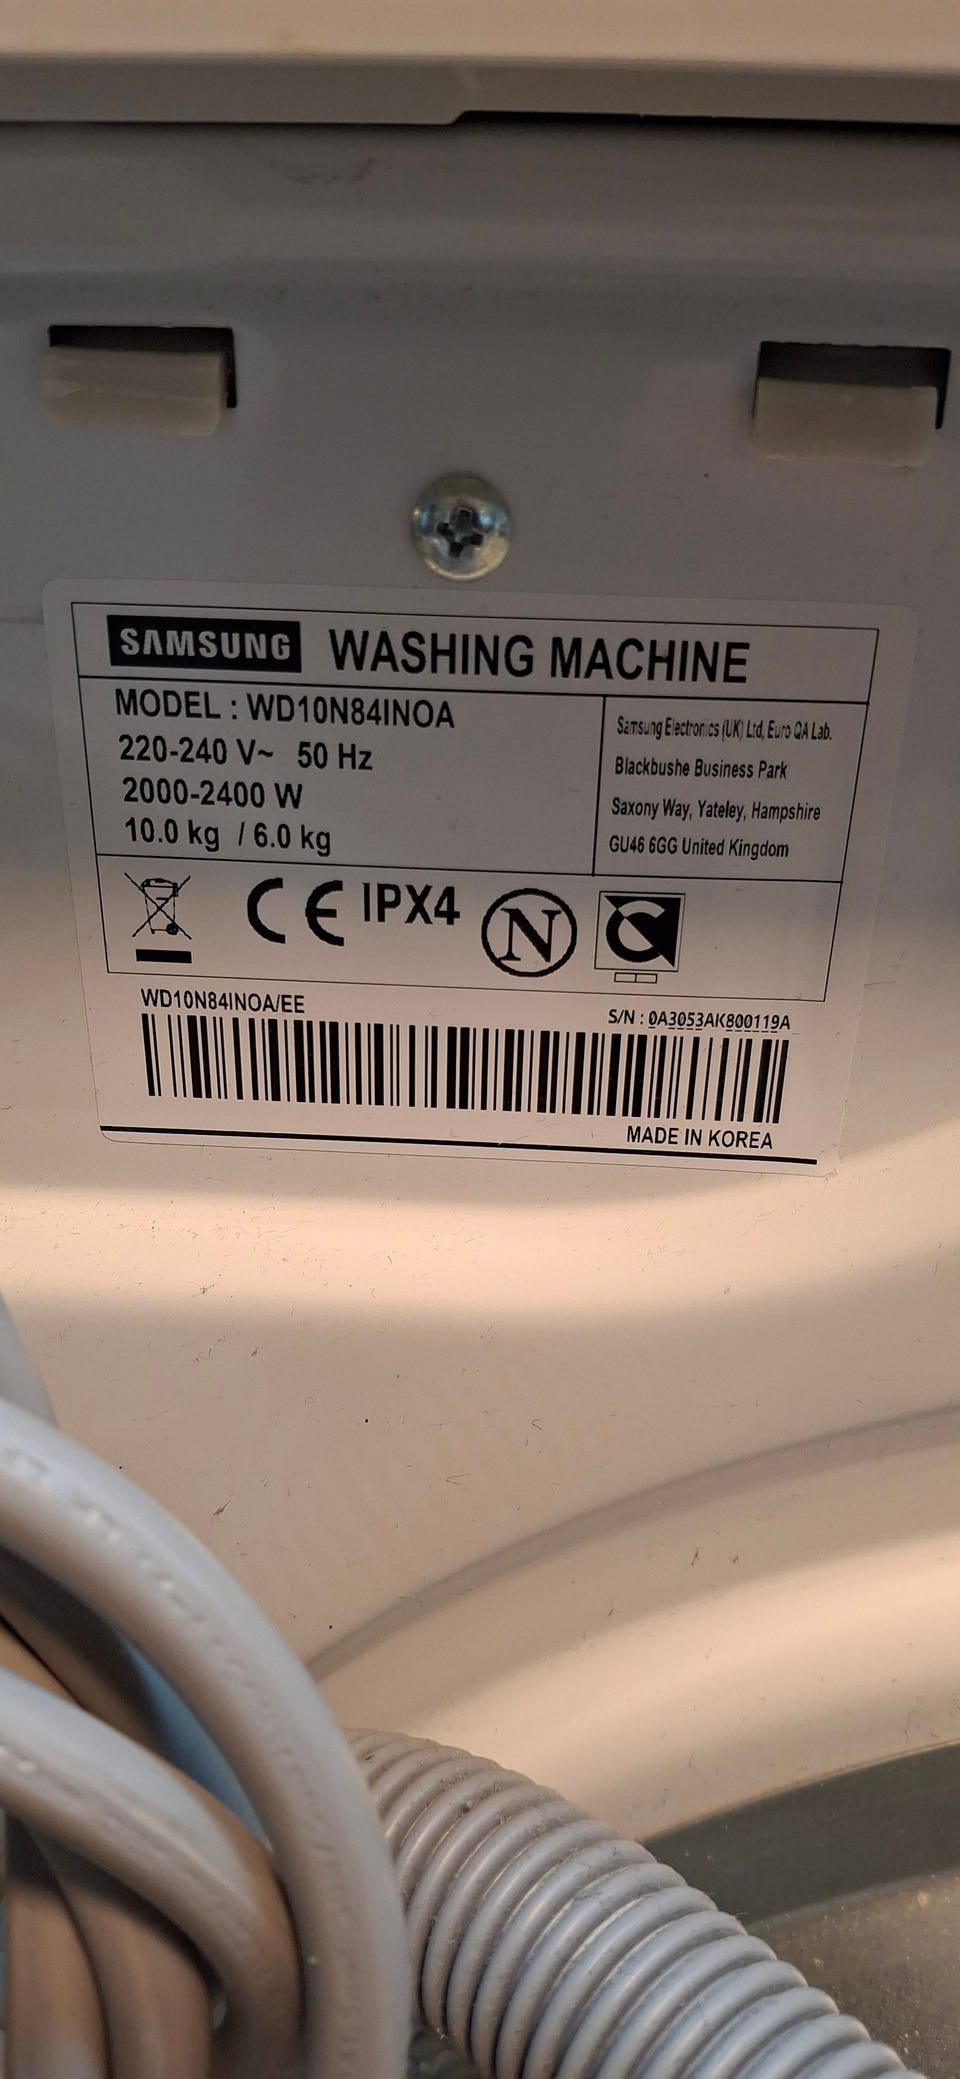 SAMSUNG WASHING MACHINE
MODEL : WD10N84INOA
220-240 V~ 50 Hz
2000-2400 W
10.0 kg / 6.0 kg
Samsung Electronics (UK) Ltd, Euro QA Lab.
Blackbushe Business Park
Saxony Way, Yateley, Hampshire
GU46 6GG United Kingdom
CE IPX4 N
WD10N84INOA/EE
S/N : 0A3053AK800119A
MADE IN KOREA